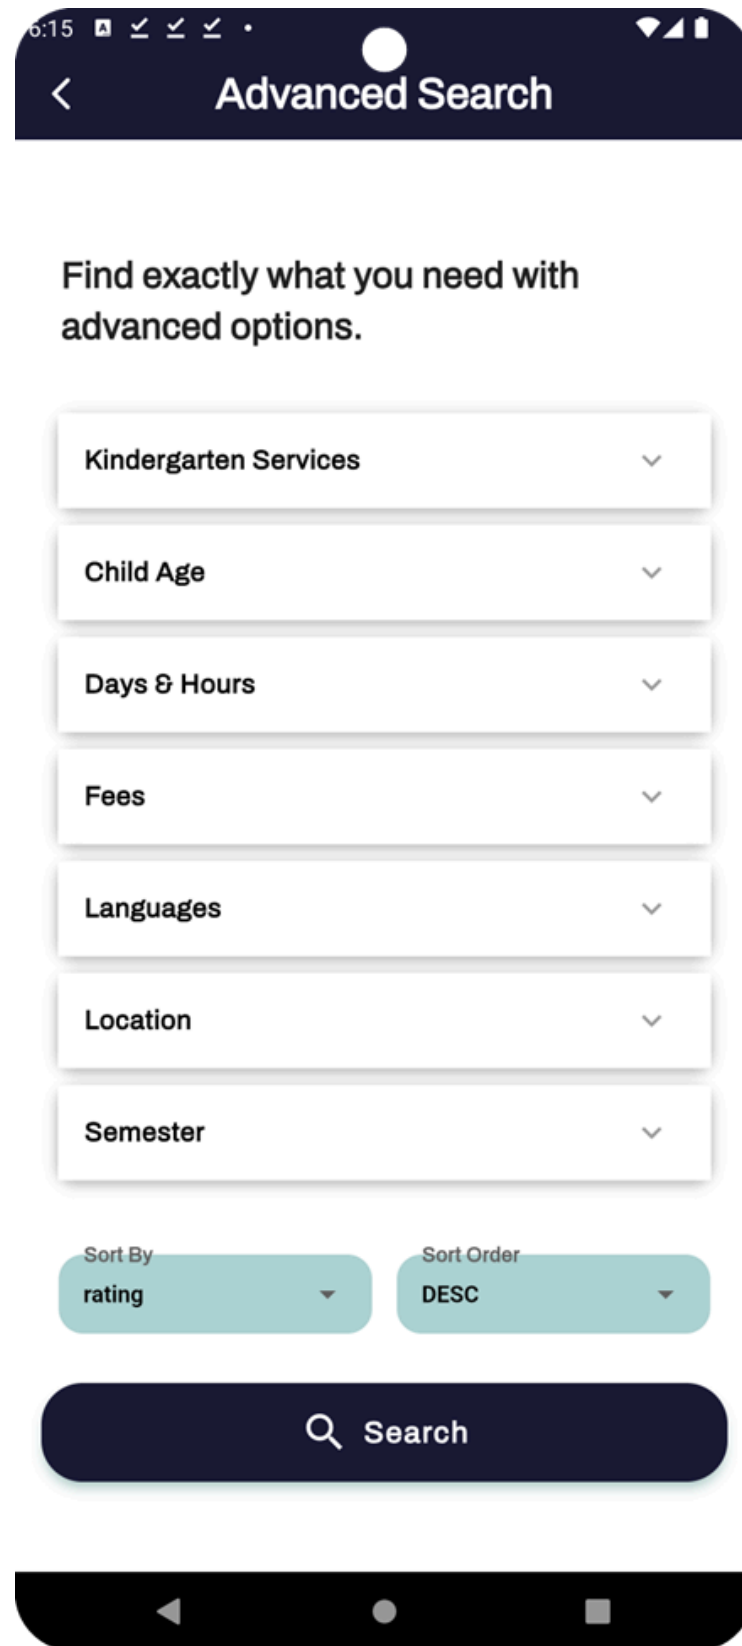 6:15
Advanced Search
Find exactly what you need with
advanced options.
Kindergarten Services
Child Age
Days & Hours
Fees
Languages
Location
Semester
Sort By
rating
Sort Order
DESC
Search